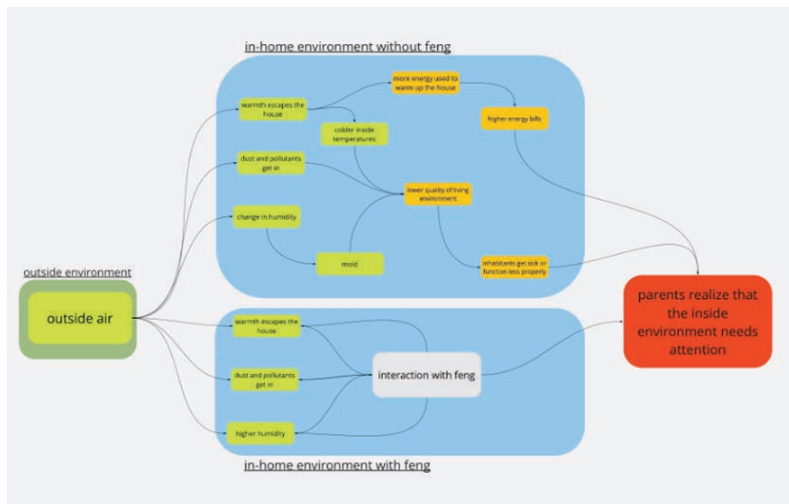 in-home environment without feng
more energy used to
warm up the house
warmth escapes the
house
higher energy bills
colder inside
temperatures
dust and pollutants
get in
lower quality of living
environment
change in humidity
mold
inhabitants get sick or
function less properly
outside environment
outside air
parents realize that
the inside
environment needs
attention
warmth escapes the
house
interaction with feng
dust and pollutants
get in
higher humidity
in-home environment with feng